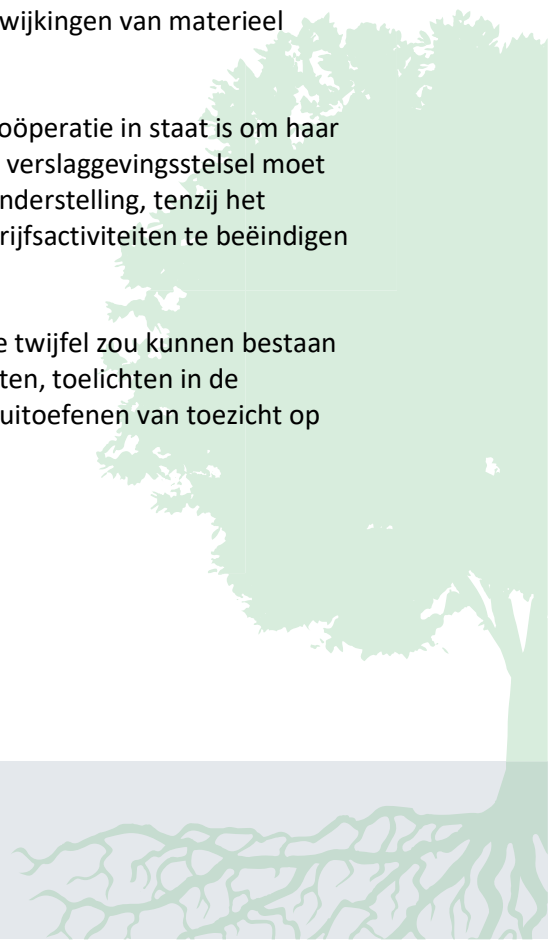 wijkingen van materieel
oöperatie in staat is om haar
verslaggevingsstelsel moet
nderstelling, tenzij het
rijfsactiviteiten te beëindigen
e twijfel zou kunnen bestaan
ten, toelichten in de
uitoefenen van toezicht op